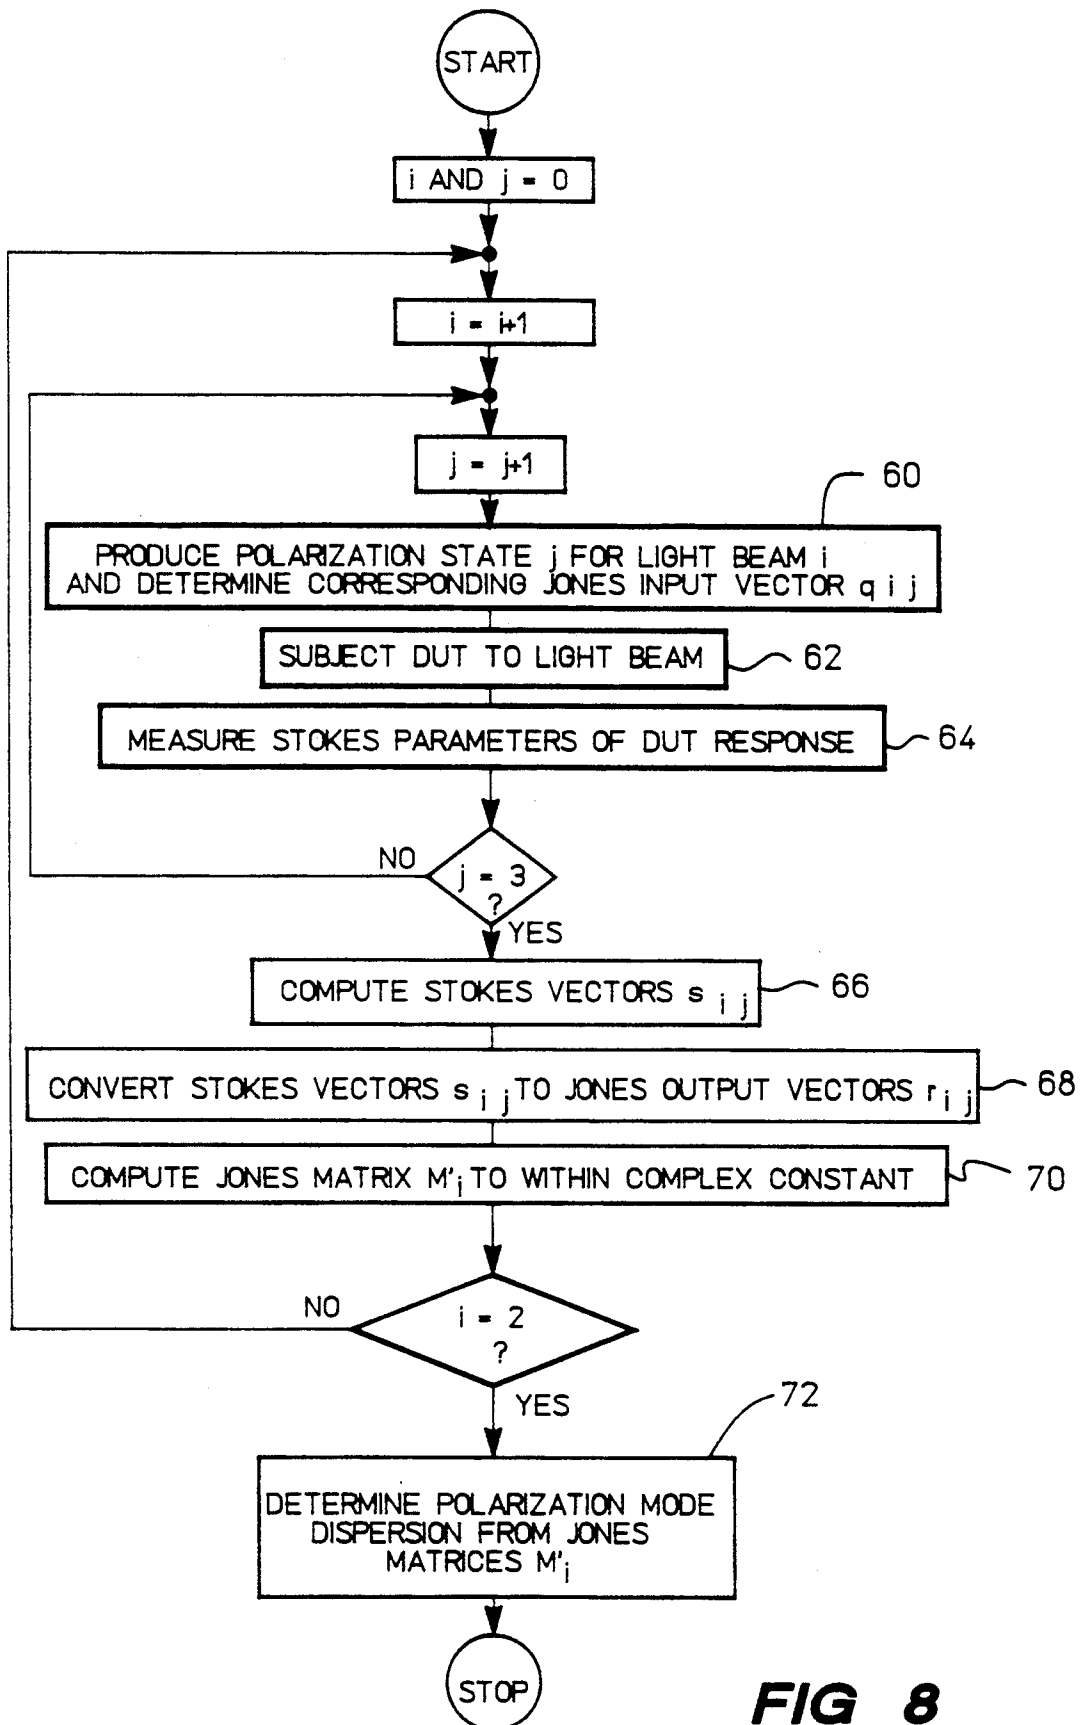 START
i AND j = 0
i = i+1
j = j+1
60
PRODUCE POLARIZATION STATE j FOR LIGHT BEAM i
AND DETERMINE CORRESPONDING JONES INPUT VECTOR q i j
SUBJECT DUT TO LIGHT BEAM
62
MEASURE STOKES PARAMETERS OF DUT RESPONSE
64
NO
j = 3
?
YES
COMPUTE STOKES VECTORS s i j
66
CONVERT STOKES VECTORS s i j TO JONES OUTPUT VECTORS r i j
68
COMPUTE JONES MATRIX M'i TO WITHIN COMPLEX CONSTANT
70
NO
i = 2
?
YES
72
DETERMINE POLARIZATION MODE
DISPERSION FROM JONES
MATRICES M'i
STOP
FIG 8